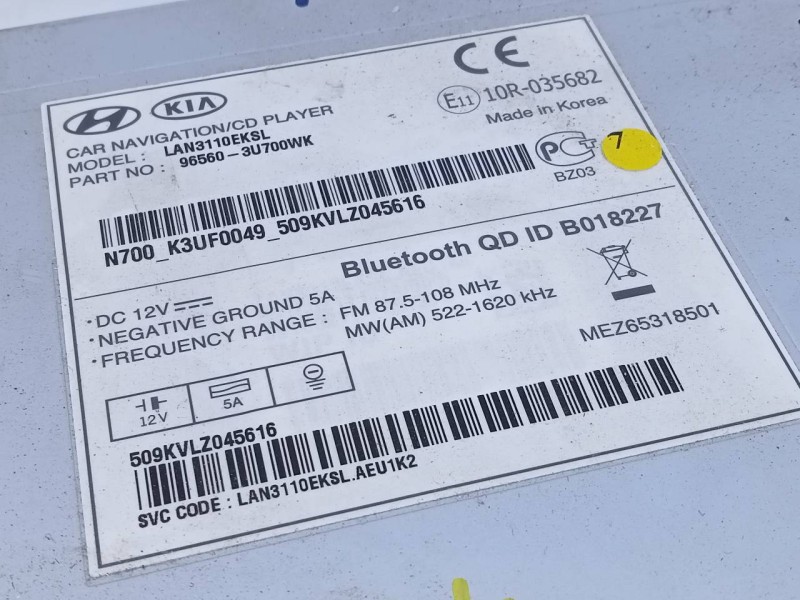 CE
E11 10R-035682
Made in Korea
KIA
CAR NAVIGATION/CD PLAYER
MODEL : LAN3110EKSL
PART NO : 96560-3U700WK
BZ03
7
N700_K3UF0049_509KVLZ045616
Bluetooth QD ID B018227
· DC 12V
· NEGATIVE GROUND 5A
· FREQUENCY RANGE : FM 87.5-108 MHz
MW(AM) 522-1620 kHz
MEZ65318501
12V
5A
509KVLZ045616
SVC CODE : LAN3110EKSL.AEU1K2